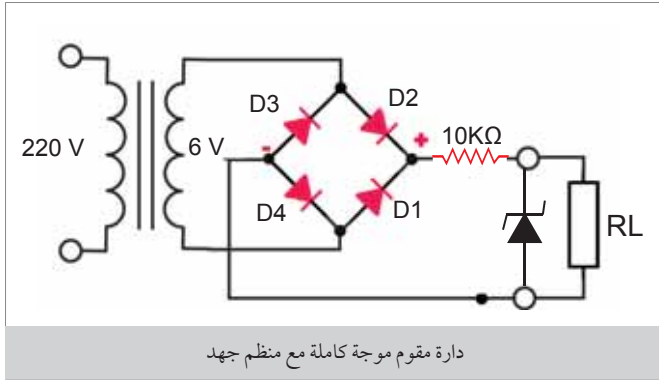 D3
D2
220 V
6 V
-
+
10KΩ
D4
D1
RL
دارة مقوم موجة كاملة مع منظم جهد